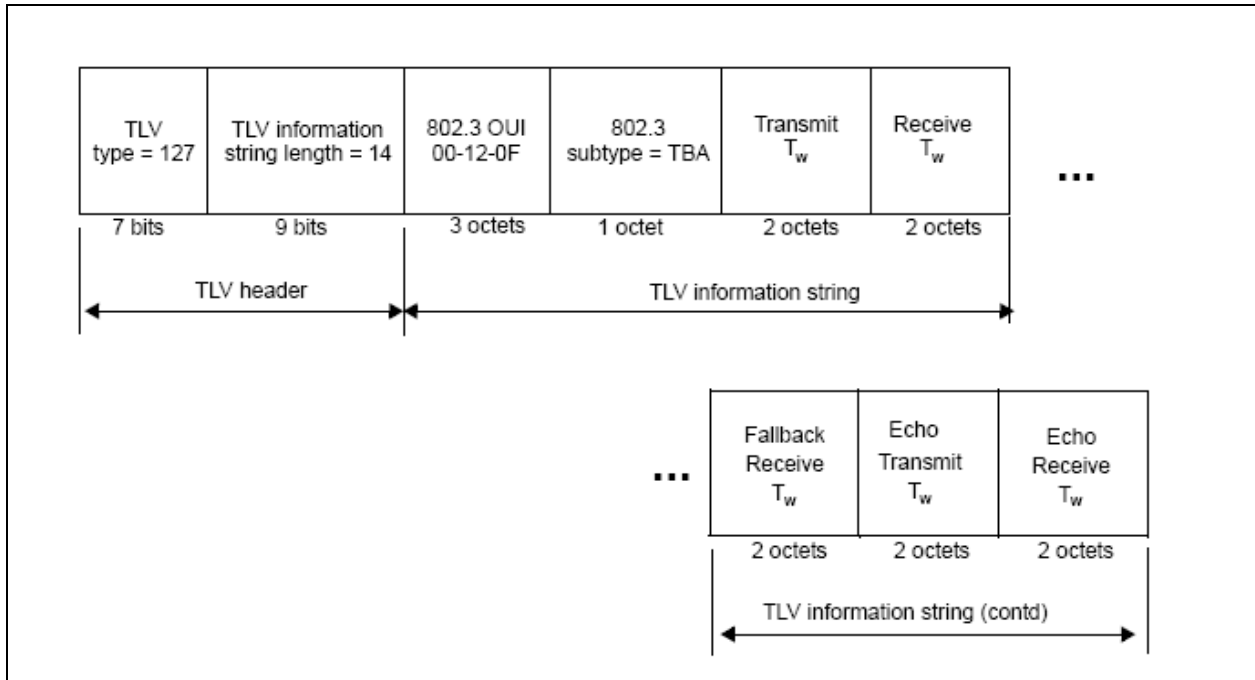 TLV
type = 127
TLV information
string length = 14
802.3 OUI
00-12-0F
802.3
subtype = TBA
Transmit
Tw
Receive
Tw
...
7 bits
9 bits
3 octets
1 octet
2 octets
2 octets
TLV header
TLV information string
...
Fallback
Receive
Tw
Echo
Transmit
Tw
Echo
Receive
Tw
2 octets
2 octets
2 octets
TLV information string (contd)